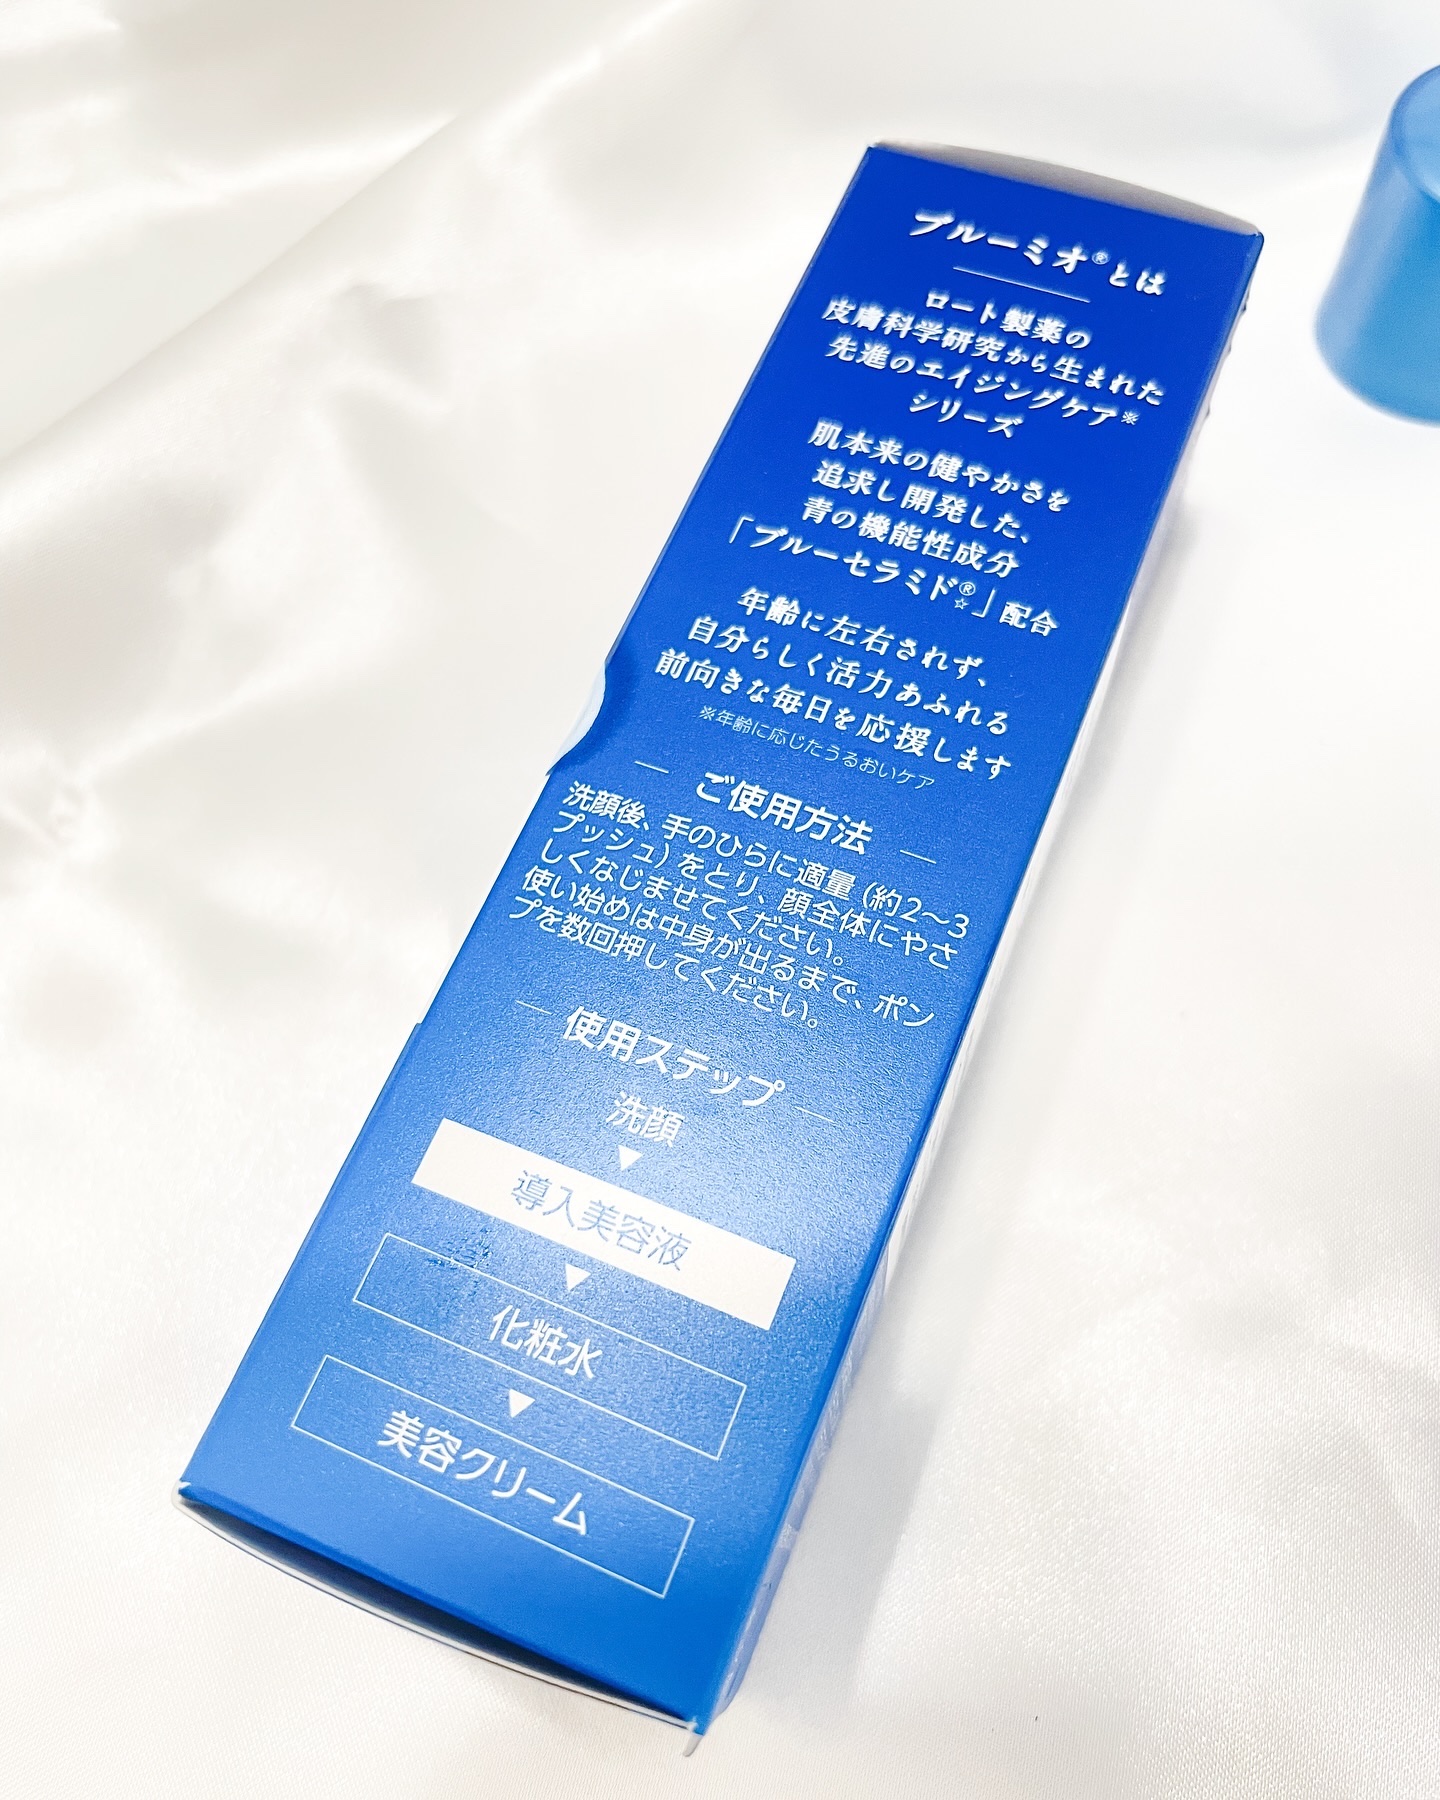 ブルーミオ®とは
ロート製薬の
皮膚科学研究から生まれた
先進のエイジングケア※
シリーズ
肌本来の健やかさを
追求し開発した、
青の機能性成分
「ブルーセラミド®☆」配合
年齢に左右されず、
自分らしく活力あふれる
前向きな毎日を応援します
※年齢に応じたうるおいケア
ご使用方法
洗顔後、手のひらに適量(約2〜3
プッシュ)をとり、顔全体にやさ
しくなじませてください。
使い始めは中身が出るまで、ポン
プを数回押してください。
使用ステップ
洗顔
▼
導入美容液
▼
化粧水
▼
美容クリーム